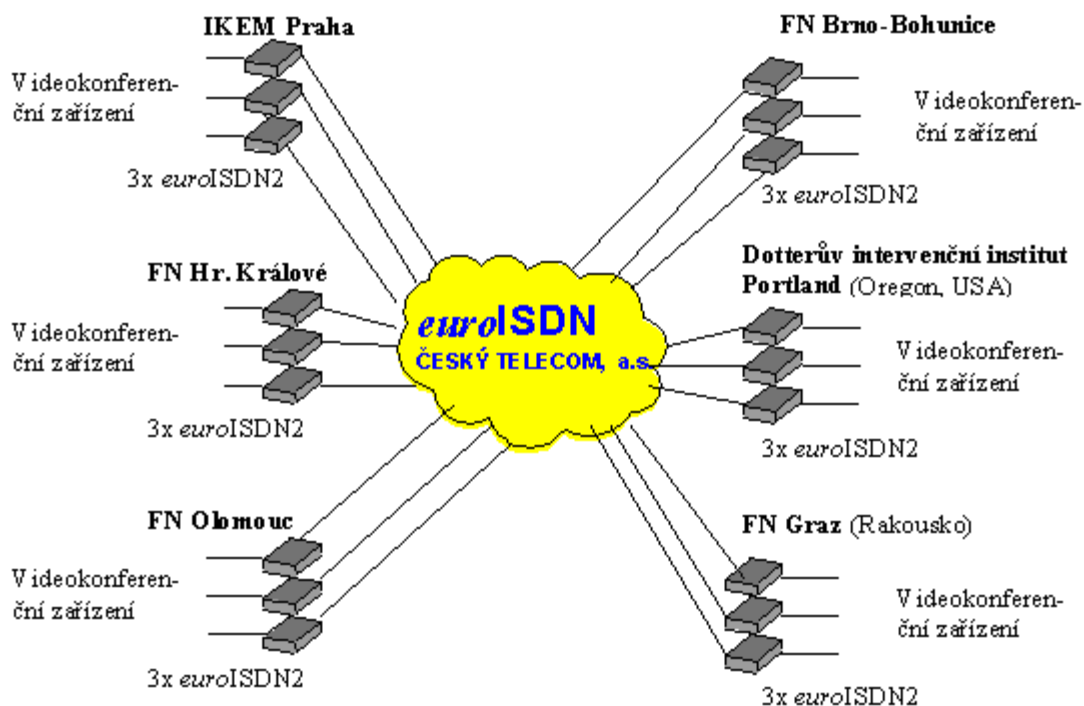 IKEM Praha
Videokonferen-
ční zařízení
3x euroISDN2
FN Brno-Bohunice
Videokonferen-
ční zařízení
3x euroISDN2
FN Hr. Králové
Videokonferen-
ční zařízení
3x euroISDN2
euroISDN
ČESKÝ TELECOM, a.s.
Dotterův intervenční institut
Portland (Oregon, USA)
Videokonferen-
ční zařízení
3x euroISDN2
FN Olomouc
Videokonferen-
ční zařízení
3x euroISDN2
FN Graz (Rakousko)
Videokonferen-
ční zařízení
3x euroISDN2